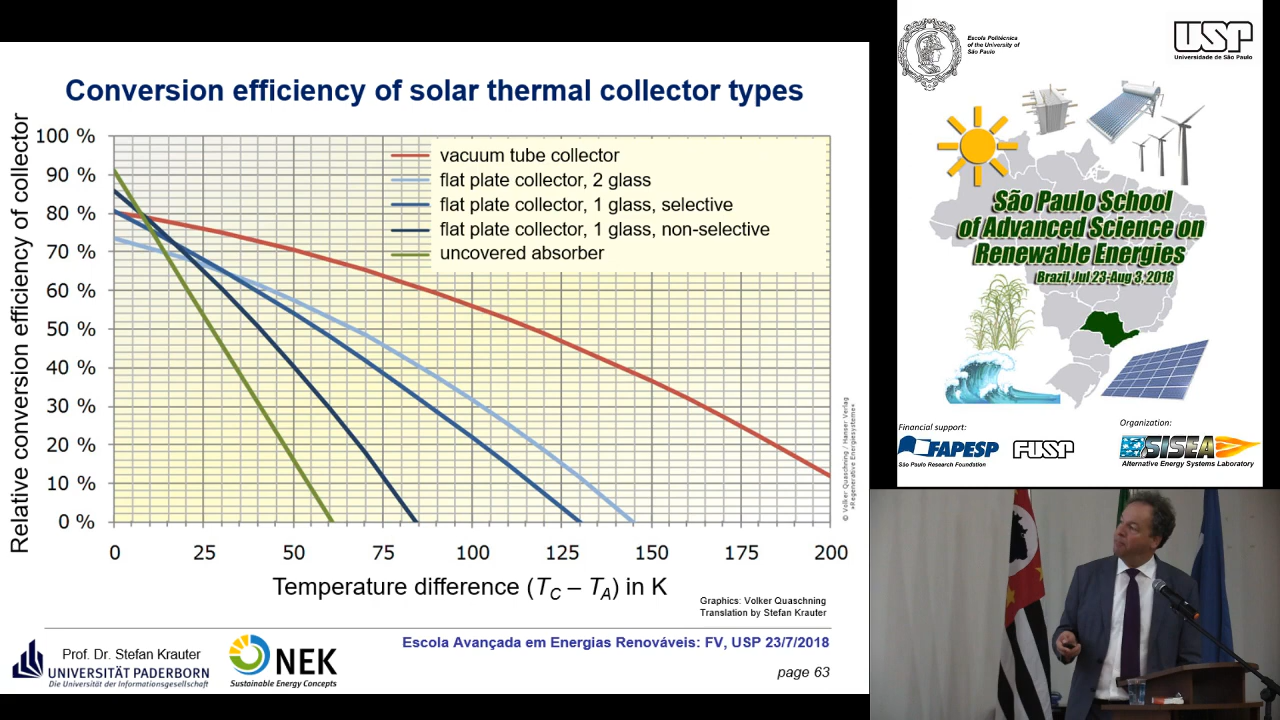 Conversion efficiency of solar thermal collector types
Relative conversion efficiency of collector
100 %
90 %
80 %
70 %
60 %
50 %
40 %
30 %
20 %
10 %
0 %
vacuum tube collector
flat plate collector, 2 glass
flat plate collector, 1 glass, selective
flat plate collector, 1 glass, non-selective
uncovered absorber
0 25 50 75 100 125 150 175 200
Temperature difference (TC – TA) in K
© Volker Quaschning / Hanser Verlag
»Regenerative Energiesysteme«
Graphics: Volker Quaschning
Translation by Stefan Krauter
Prof. Dr. Stefan Krauter
UNIVERSITÄT PADERBORN
Die Universität der Informationsgesellschaft
NEK
Sustainable Energy Concepts
Escola Avançada em Energias Renováveis: FV, USP 23/7/2018
page 63
Escola Politécnica
of the University of
São Paulo
USP
Universidade de São Paulo
São Paulo School
of Advanced Science on
Renewable Energies
Brazil, Jul 23-Aug 3, 2018
Financial support:
FAPESP
São Paulo Research Foundation
FUSP
Organization:
SISEA
Alternative Energy Systems Laboratory